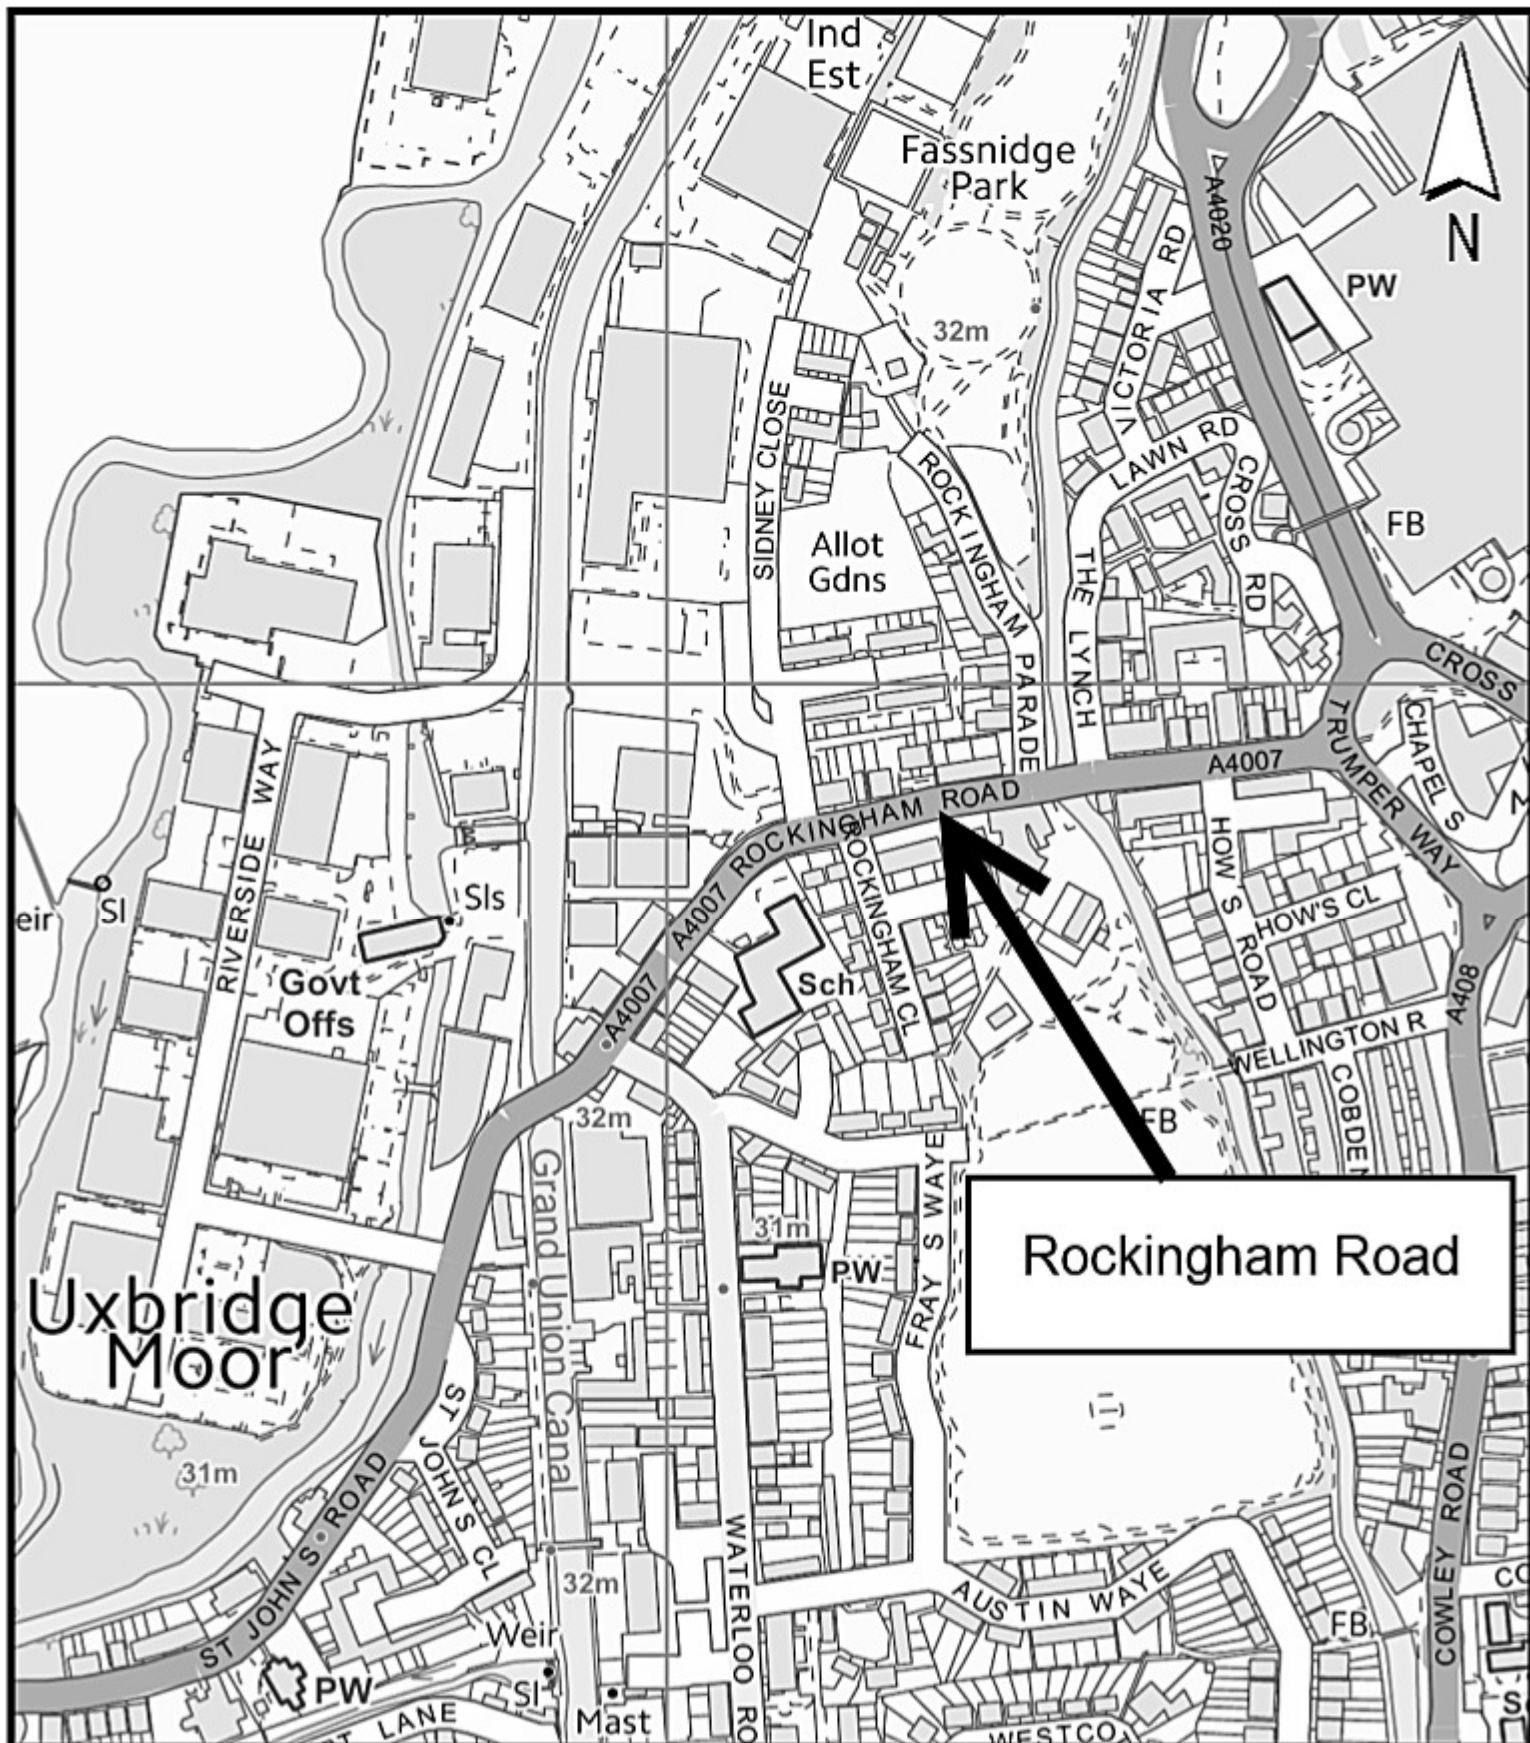 Ind
Est
Fassnidge
Park
N
A4020
VICTORIA RD
PW
32m
SIDNEY CLOSE
LAWN RD
CROSS RD
FB
ROCKINGHAM PARADE
Allot
Gdns
THE LYNCH
CROSS
CHAPEL S
TRUMPER WAY
A4007
ROCKINGHAM ROAD
RIVERSIDE WAY
HOW'S ROAD
HOW'S CL
eir
Sl
Sls
A4007
ROCKINGHAM CL
Govt
Offs
Sch
A4007
A408
WELLINGTON R
COBDEN
32m
FB
Grand Union Canal
FRAY S WAYE
31m
PW
Rockingham Road
Uxbridge
Moor
ST JOHN'S CL
31m
ST JOHN S ROAD
WATERLOO RO
COWLEY ROAD
32m
AUSTIN WAYE
CO
FB
Weir
PW
Sl
LANE
Mast
WESTCO
S